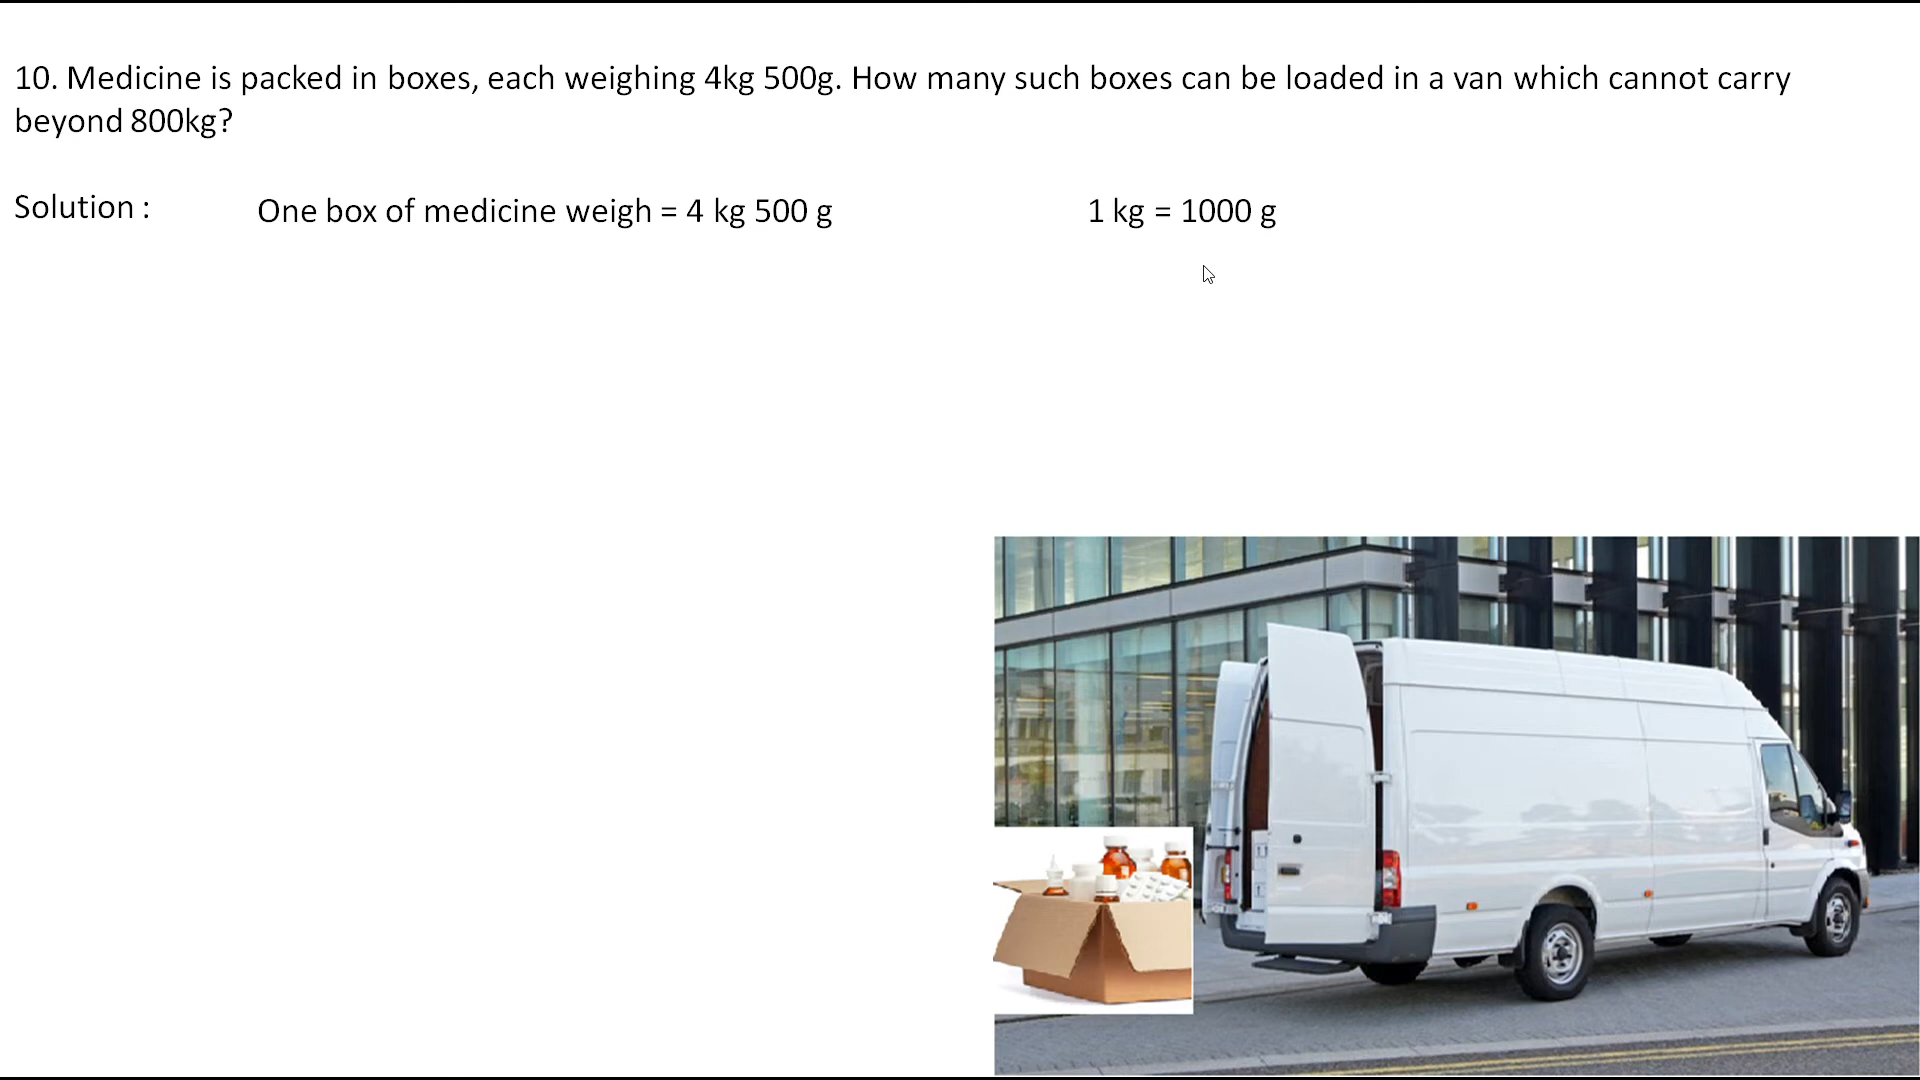 10. Medicine is packed in boxes, each weighing 4kg 500g. How many such boxes can be loaded in a van which cannot carry
beyond 800kg?
Solution :
One box of medicine weigh = 4 kg 500 g
1 kg = 1000 g